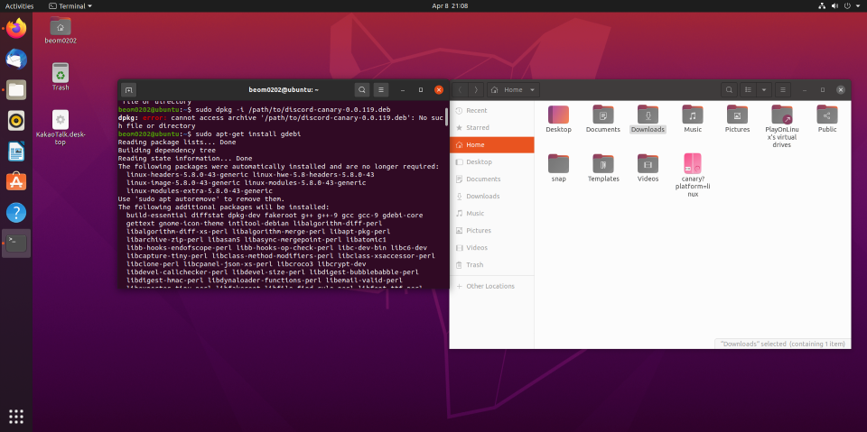 Activities
Terminal
Apr 8 21:08
beom0202
Trash
KakaoTalk.desk-
top
beom0202@ubuntu: ~
file or directory
beom0202@ubuntu:~$ sudo dpkg -i /path/to/discord-canary-0.0.119.deb
dpkg: error: cannot access archive '/path/to/discord-canary-0.0.119.deb': No suc
h file or directory
beom0202@ubuntu:~$ sudo apt-get install gdebi
Reading package lists... Done
Building dependency tree
Reading state information... Done
The following packages were automatically installed and are no longer required:
linux-headers-5.8.0-43-generic linux-hwe-5.8-headers-5.8.0-43
linux-image-5.8.0-43-generic linux-modules-5.8.0-43-generic
linux-modules-extra-5.8.0-43-generic
Use 'sudo apt autoremove' to remove them.
The following additional packages will be installed:
build-essential diffstat dpkg-dev fakeroot g++ g++-9 gcc gcc-9 gdebi-core
gettext gnome-icon-theme intltool-debian libalgorithm-diff-perl
libalgorithm-diff-xs-perl libalgorithm-merge-perl libapt-pkg-perl
libarchive-zip-perl libasan5 libasync-mergepoint-perl libatomic1
libb-hooks-endofscope-perl libb-hooks-op-check-perl libc-dev-bin libc6-dev
libcapture-tiny-perl libclass-method-modifiers-perl libclass-xsaccessor-perl
libclone-perl libcpanel-json-xs-perl libcroco3 libcrypt-dev
libdevel-callchecker-perl libdevel-size-perl libdigest-bubblebabble-perl
libdigest-hmac-perl libdynaloader-functions-perl libemail-valid-perl
Home
Recent
Starred
Home
Desktop
Documents
Downloads
Music
Pictures
Videos
Trash
Other Locations
Desktop
Documents
Downloads
Music
Pictures
PlayOnLinu
x's virtual
drives
Public
snap
Templates
Videos
canary?
platform=li
nux
"Downloads" selected (containing 1 item)